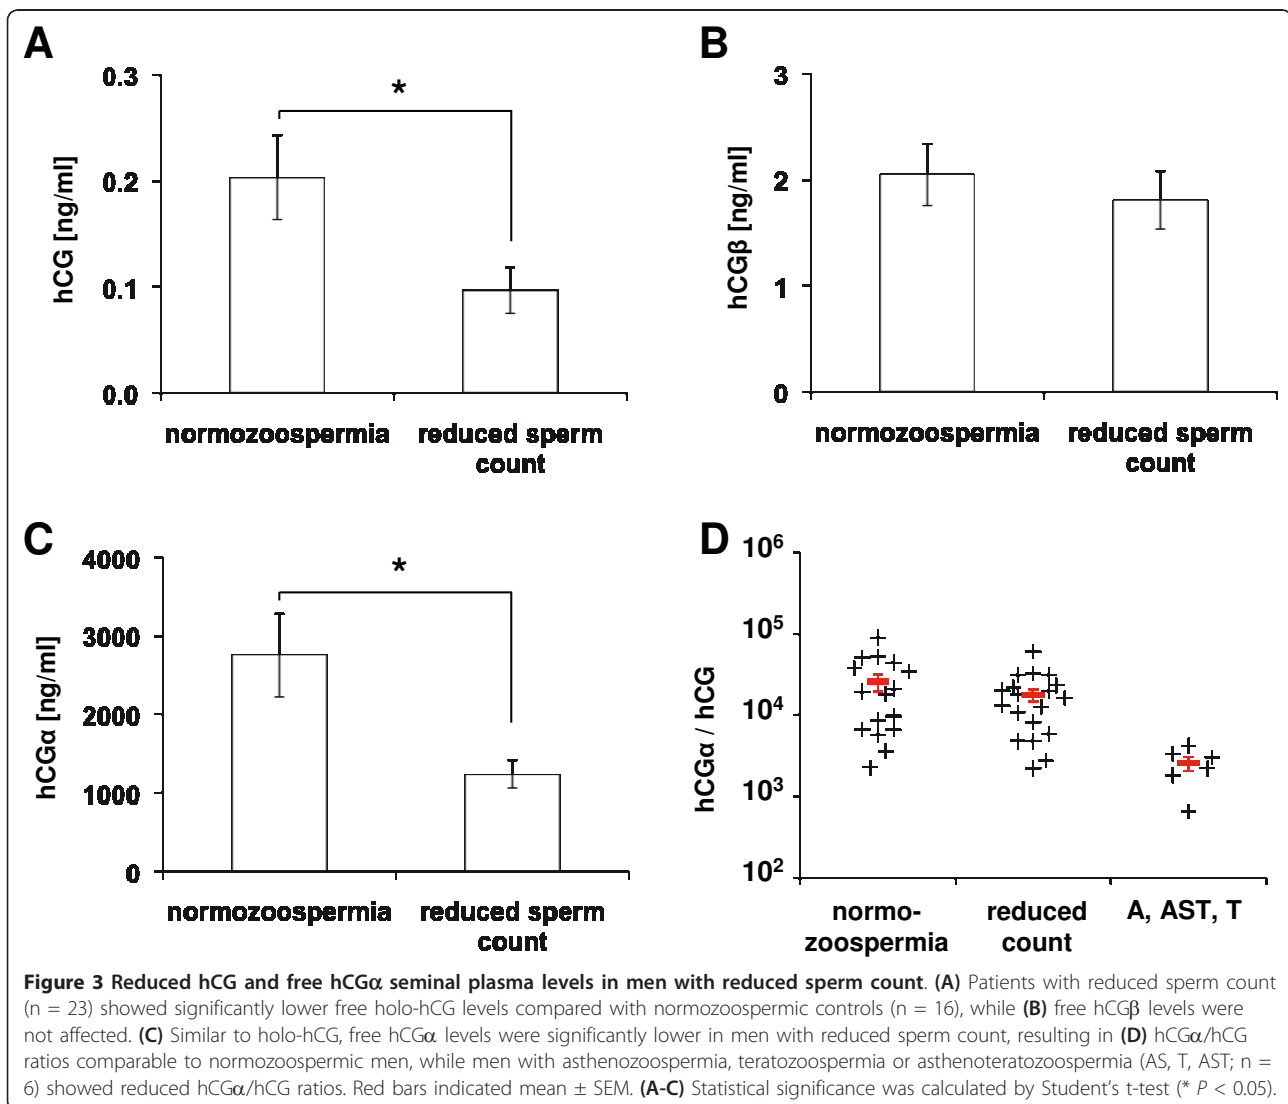 A
0.3
0.2
0.1
0.0
hCG [ng/ml]
*
normozoospermia
reduced sperm
count
B
3
2
1
0
hCGβ [ng/ml]
normozoospermia
reduced sperm
count
C
4000
3000
2000
1000
0
hCGα [ng/ml]
*
normozoospermia
reduced sperm
count
D
10⁶
10⁵
10⁴
10³
10²
hCGα / hCG
normo-
zoospermia
reduced
count
A, AST, T
Figure 3 Reduced hCG and free hCGα seminal plasma levels in men with reduced sperm count. (A) Patients with reduced sperm count
(n = 23) showed significantly lower free holo-hCG levels compared with normozoospermic controls (n = 16), while (B) free hCGβ levels were
not affected. (C) Similar to holo-hCG, free hCGα levels were significantly lower in men with reduced sperm count, resulting in (D) hCGα/hCG
ratios comparable to normozoospermic men, while men with asthenozoospermia, teratozoospermia or asthenoteratozoospermia (AS, T, AST; n =
6) showed reduced hCGα/hCG ratios. Red bars indicated mean ± SEM. (A-C) Statistical significance was calculated by Student's t-test (* P < 0.05).